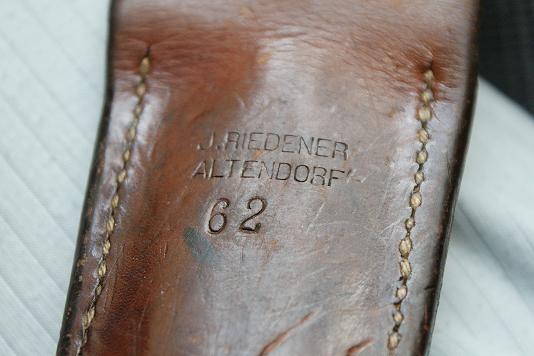 J. RIEDENER
ALTENDORF
62